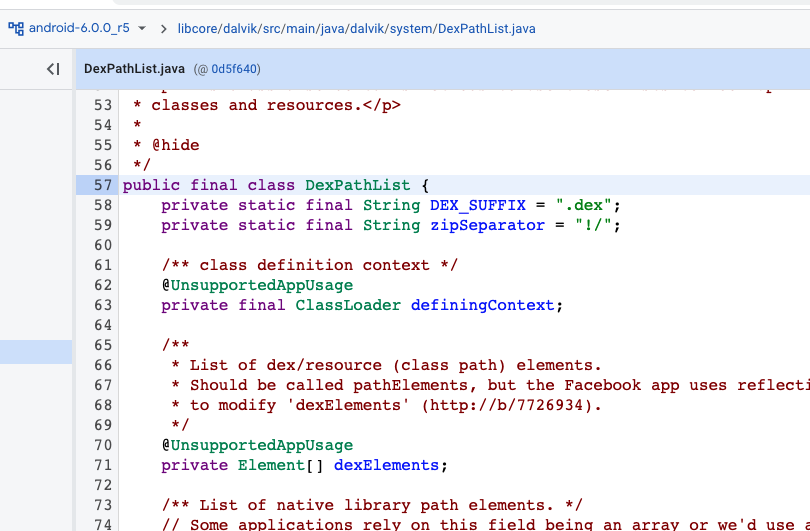 android-6.0.0_r5 libcore/dalvik/src/main/java/dalvik/system/DexPathList.java
DexPathList.java (@ 0d5f640)
53 * classes and resources.</p>
54 *
55 * @hide
56 */
57 public final class DexPathList {
58 private static final String DEX_SUFFIX = ".dex";
59 private static final String zipSeparator = "!/";
60
61 /** class definition context */
62 @UnsupportedAppUsage
63 private final ClassLoader definingContext;
64
65 /**
66 * List of dex/resource (class path) elements.
67 * Should be called pathElements, but the Facebook app uses reflecti
68 * to modify 'dexElements' (http://b/7726934).
69 */
70 @UnsupportedAppUsage
71 private Element[] dexElements;
72
73 /** List of native library path elements. */
74 // Some applications rely on this field being an array or we'd use a